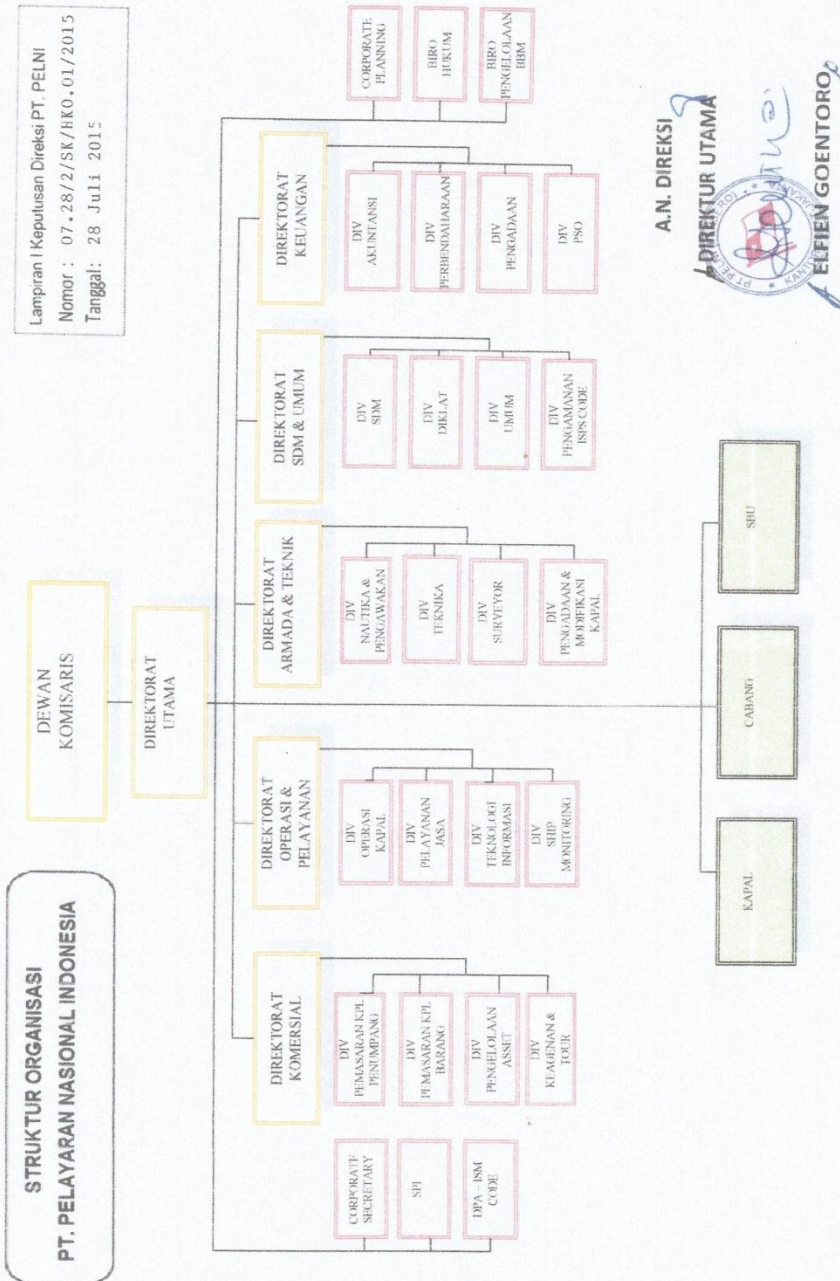 STRUKTUR ORGANISASI
PT. PELAYARAN NASIONAL INDONESIA
Lampiran I Keputusan Direksi PT. PELNI
Nomor : 07.28/2/SK/HKO.01/2015
Tanggal: 28 Juli 2015
DEWAN
KOMISARIS
DIREKTORAT
UTAMA
CORPORATE
SECRETARY
SPI
DPA – ISM
CODE
DIREKTORAT
KOMERSIAL
DIV
PEMASARAN KPL
PENUMPANG
DIV
PEMASARAN KPL
BARANG
DIV
PENGELOLAAN
ASSET
DIV
KEAGENAN &
TOUR
DIREKTORAT
OPERASI &
PELAYANAN
DIV
OPERASI
KAPAL
DIV
PELAYANAN
JASA
DIV
TEKNOLOGI
INFORMASI
DIV
SHIP
MONITORING
DIREKTORAT
ARMADA & TEKNIK
DIV
NAUTIKA &
PENGAWAKAN
DIV
TEKNIKA
DIV
SURVEYOR
DIV
PENGADAAN &
MODIFIKASI
KAPAL
DIREKTORAT
SDM & UMUM
DIV
SDM
DIV
DIKLAT
DIV
UMUM
DIV
PENGAMANAN
ISPS CODE
DIREKTORAT
KEUANGAN
DIV
AKUNTANSI
DIV
PERBENDAHARAAN
DIV
PENGADAAN
DIV
PSO
CORPORATE
PLANNING
BIRO
HUKUM
BIRO
PENGELOLAAN
BBM
KAPAL
CABANG
SBU
A.N. DIREKSI
DIREKTUR UTAMA
ELFIEN GOENTORO